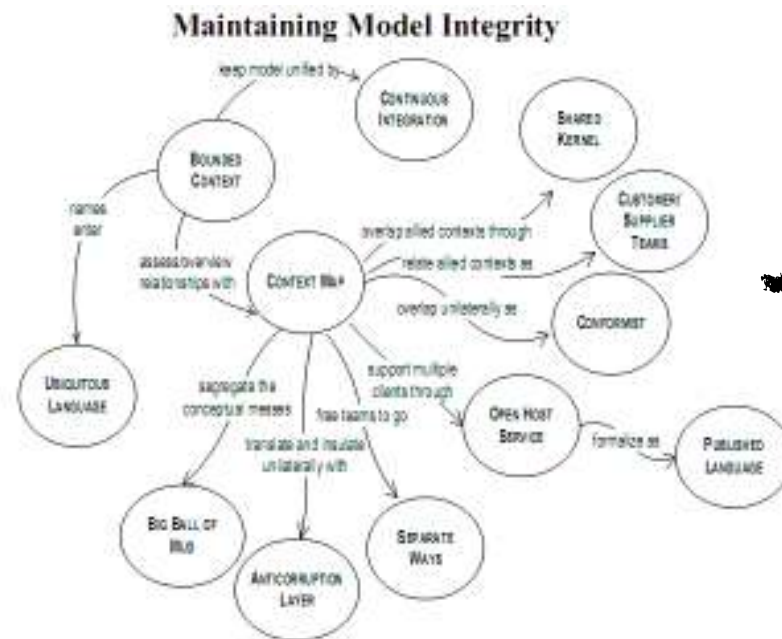 Maintaining Model Integrity
keep model unified by
CONTINUOUS
INTEGRATION
SHARED
KERNEL
BOUNDED
CONTEXT
CUSTOMER/
SUPPLIER
TEAMS
names
enter
assess/overview
relationships with
CONTEXT MAP
overlap allied contexts through
relate allied contexts as
overlap unilaterally as
CONFORMIST
UBIQUITOUS
LANGUAGE
segregate the
conceptual messes
free teams to go
translate and insulate
unilaterally with
support multiple
clients through
OPEN HOST
SERVICE
formalize as
PUBLISHED
LANGUAGE
BIG BALL OF
MUD
ANTICORRUPTION
LAYER
SEPARATE
WAYS